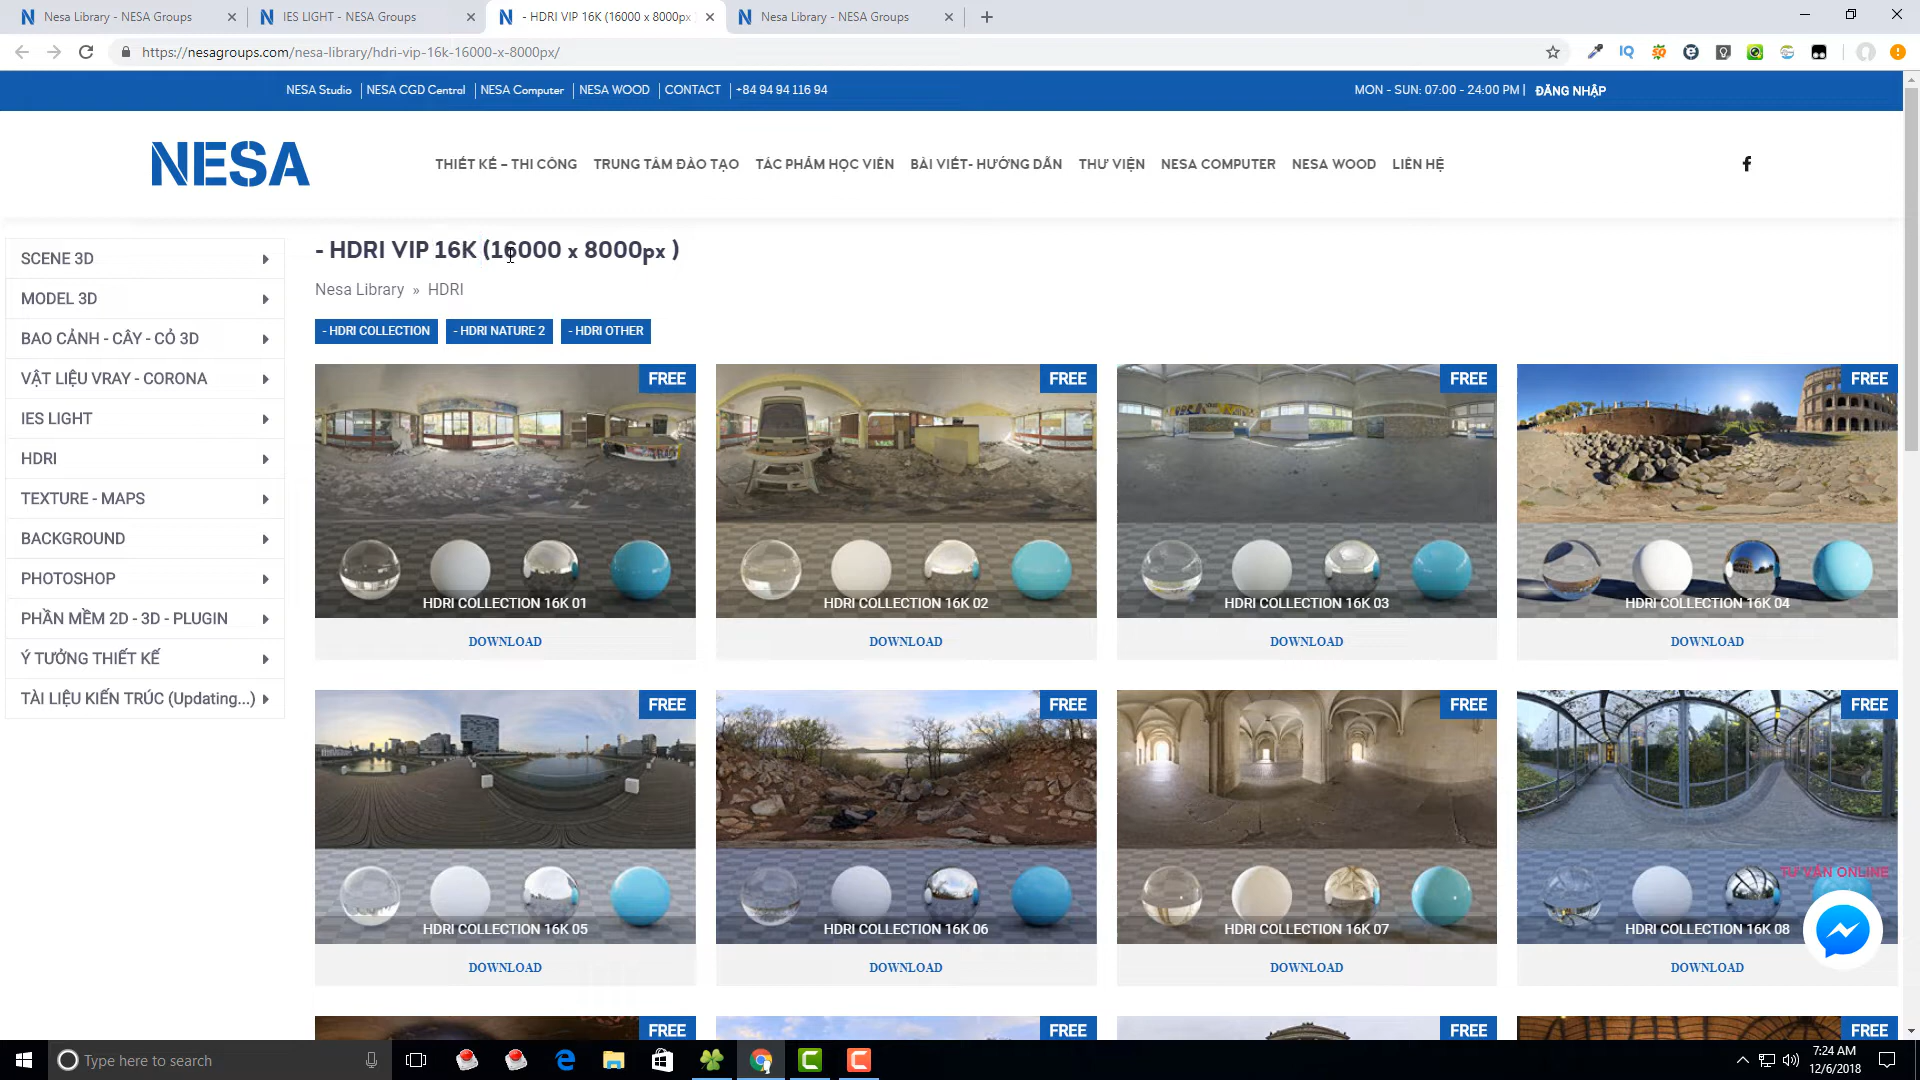 Nesa Library - NESA Groups
IES LIGHT - NESA Groups
- HDRI VIP 16K (16000 x 8000px
Nesa Library - NESA Groups
https://nesagroups.com/nesa-library/hdri-vip-16k-16000-x-8000px/
NESA Studio | NESA CGD Central | NESA Computer | NESA WOOD | CONTACT | +84 94 94 116 94
MON - SUN: 07:00 - 24:00 PM | ĐĂNG NHẬP
NESA
THIẾT KẾ – THI CÔNG
TRUNG TÂM ĐÀO TẠO
TÁC PHẨM HỌC VIÊN
BÀI VIẾT- HƯỚNG DẪN
THƯ VIỆN
NESA COMPUTER
NESA WOOD
LIÊN HỆ
SCENE 3D
MODEL 3D
BAO CẢNH - CÂY - CỎ 3D
VẬT LIỆU VRAY - CORONA
IES LIGHT
HDRI
TEXTURE - MAPS
BACKGROUND
PHOTOSHOP
PHẦN MỀM 2D - 3D - PLUGIN
Ý TƯỞNG THIẾT KẾ
TÀI LIỆU KIẾN TRÚC (Updating...)
- HDRI VIP 16K (16000 x 8000px )
Nesa Library » HDRI
- HDRI COLLECTION
- HDRI NATURE 2
- HDRI OTHER
FREE
FREE
FREE
FREE
HDRI COLLECTION 16K 01
HDRI COLLECTION 16K 02
HDRI COLLECTION 16K 03
HDRI COLLECTION 16K 04
DOWNLOAD
DOWNLOAD
DOWNLOAD
DOWNLOAD
FREE
FREE
FREE
FREE
TƯ VẤN ONLINE
HDRI COLLECTION 16K 05
HDRI COLLECTION 16K 06
HDRI COLLECTION 16K 07
HDRI COLLECTION 16K 08
DOWNLOAD
DOWNLOAD
DOWNLOAD
DOWNLOAD
FREE
FREE
FREE
FREE
Type here to search
7:24 AM
12/6/2018